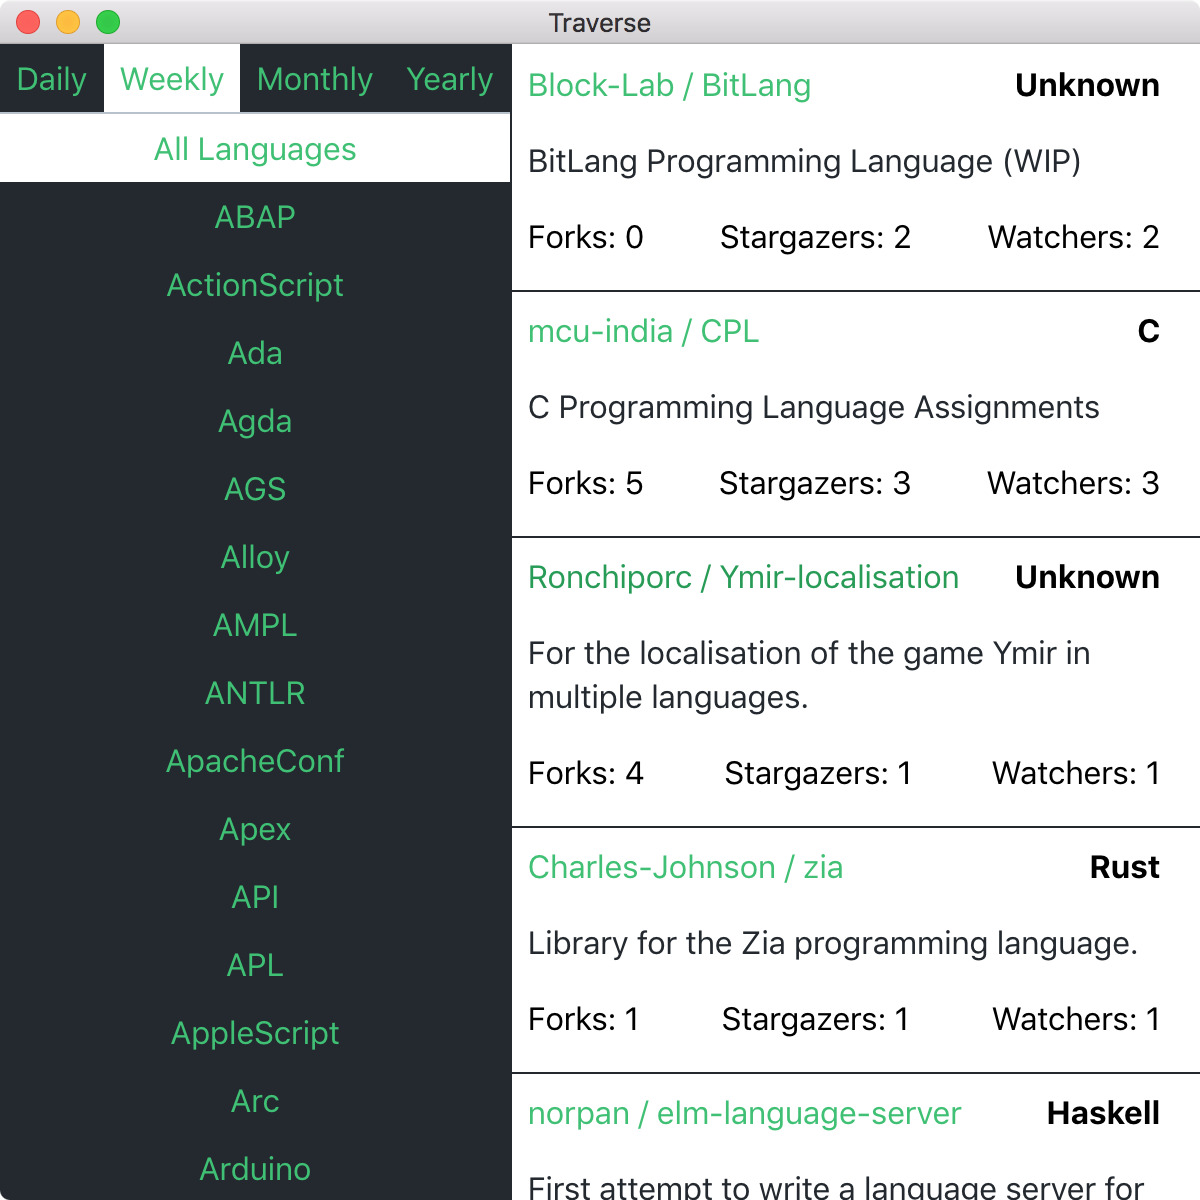 Traverse
Daily Weekly Monthly Yearly
All Languages
ABAP
ActionScript
Ada
Agda
AGS
Alloy
AMPL
ANTLR
ApacheConf
Apex
API
APL
AppleScript
Arc
Arduino
Block-Lab / BitLang Unknown
BitLang Programming Language (WIP)
Forks: 0 Stargazers: 2 Watchers: 2
mcu-india / CPL C
C Programming Language Assignments
Forks: 5 Stargazers: 3 Watchers: 3
Ronchiporc / Ymir-localisation Unknown
For the localisation of the game Ymir in
multiple languages.
Forks: 4 Stargazers: 1 Watchers: 1
Charles-Johnson / zia Rust
Library for the Zia programming language.
Forks: 1 Stargazers: 1 Watchers: 1
norpan / elm-language-server Haskell
First attempt to write a language server for